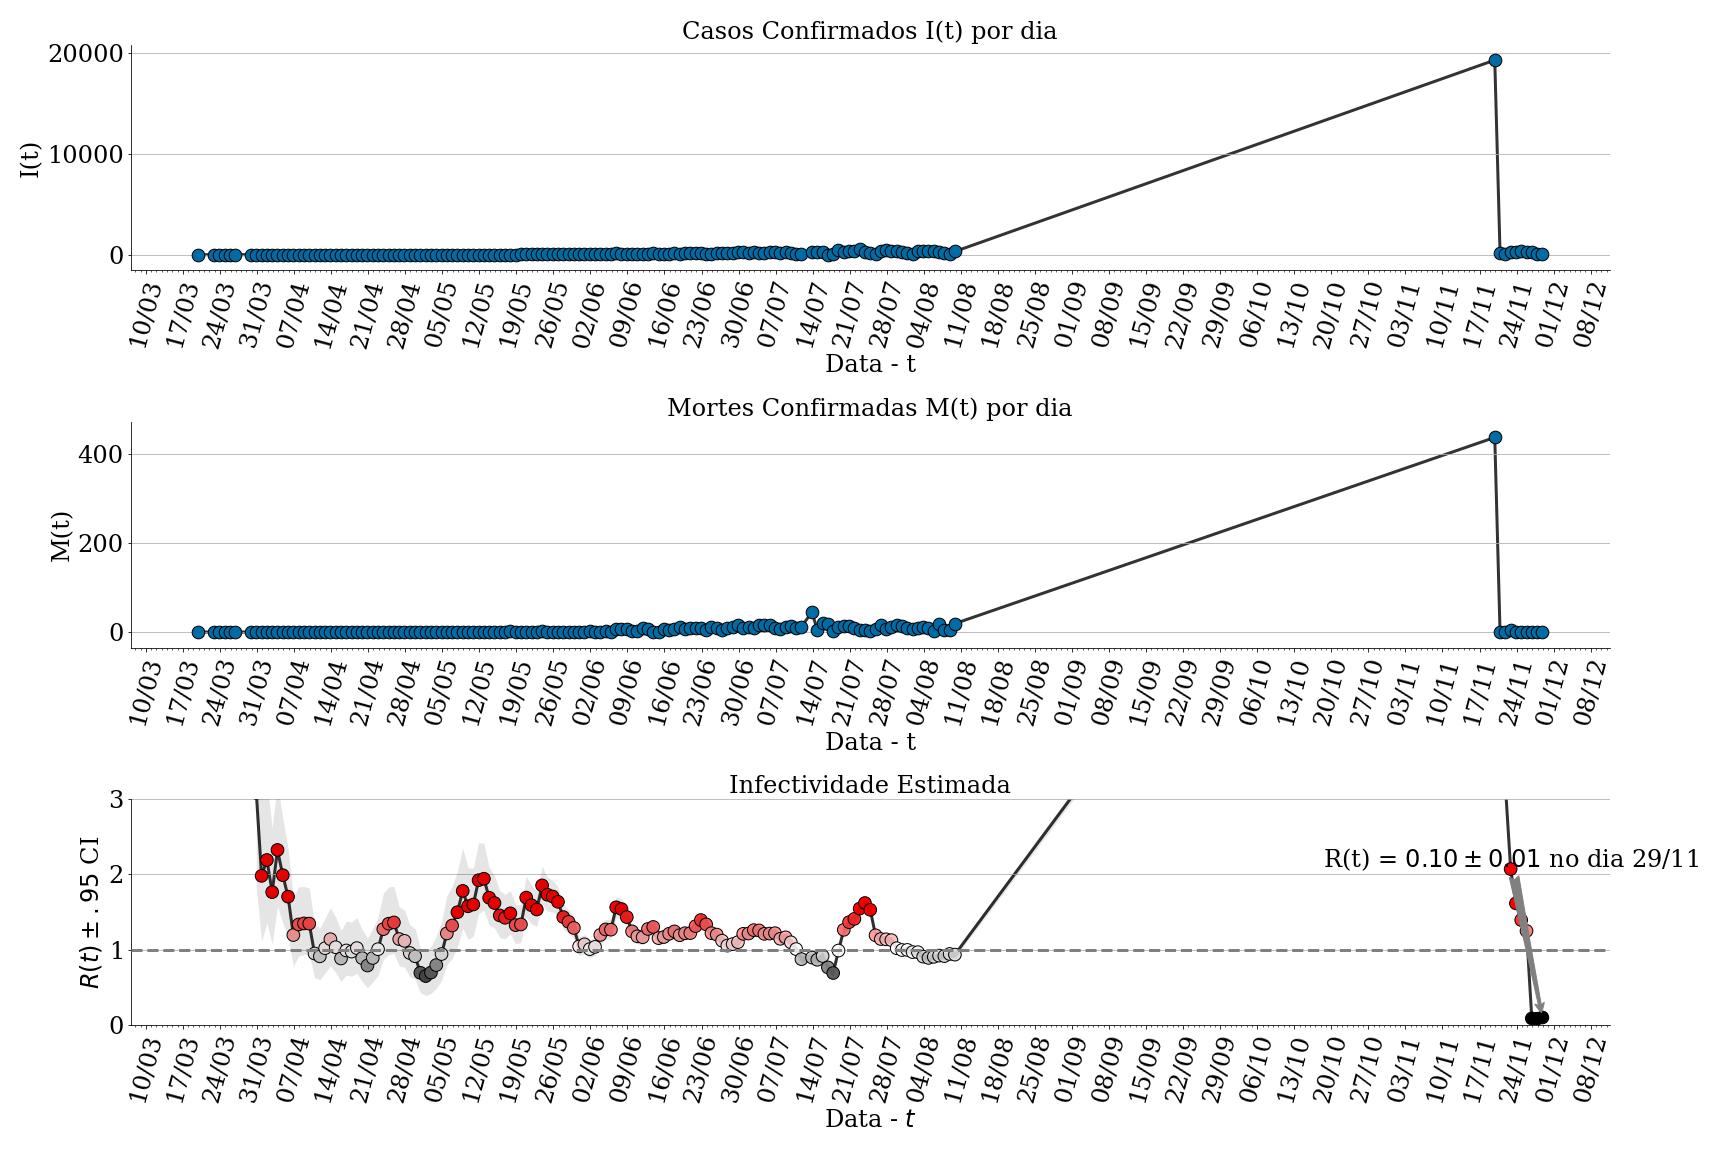 Casos Confirmados I(t) por dia
20000
10000
0
I(t)
10/03 17/03 24/03 31/03 07/04 14/04 21/04 28/04 05/05 12/05 19/05 26/05 02/06 09/06 16/06 23/06 30/06 07/07 14/07 21/07 28/07 04/08 11/08 18/08 25/08 01/09 08/09 15/09 22/09 29/09 06/10 13/10 20/10 27/10 03/11 10/11 17/11 24/11 01/12 08/12
Data - t
Mortes Confirmadas M(t) por dia
400
200
0
M(t)
10/03 17/03 24/03 31/03 07/04 14/04 21/04 28/04 05/05 12/05 19/05 26/05 02/06 09/06 16/06 23/06 30/06 07/07 14/07 21/07 28/07 04/08 11/08 18/08 25/08 01/09 08/09 15/09 22/09 29/09 06/10 13/10 20/10 27/10 03/11 10/11 17/11 24/11 01/12 08/12
Data - t
Infectividade Estimada
3
2
1
0
R(t) ± .95 CI
R(t) = 0.10 ± 0.01 no dia 29/11
10/03 17/03 24/03 31/03 07/04 14/04 21/04 28/04 05/05 12/05 19/05 26/05 02/06 09/06 16/06 23/06 30/06 07/07 14/07 21/07 28/07 04/08 11/08 18/08 25/08 01/09 08/09 15/09 22/09 29/09 06/10 13/10 20/10 27/10 03/11 10/11 17/11 24/11 01/12 08/12
Data - t